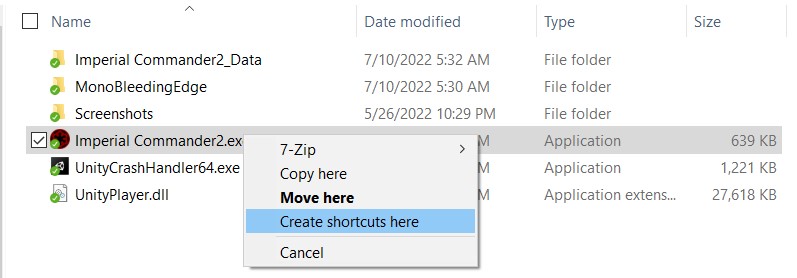 Name Date modified Type Size
Imperial Commander2_Data 7/10/2022 5:32 AM File folder
MonoBleedingEdge 7/10/2022 5:30 AM File folder
Screenshots 5/26/2022 10:29 PM File folder
Imperial Commander2.ex M Application 639 KB
7-Zip
UnityCrashHandler64.exe M Application 1,221 KB
Copy here
UnityPlayer.dll M Application extens... 27,618 KB
Move here
Create shortcuts here
Cancel